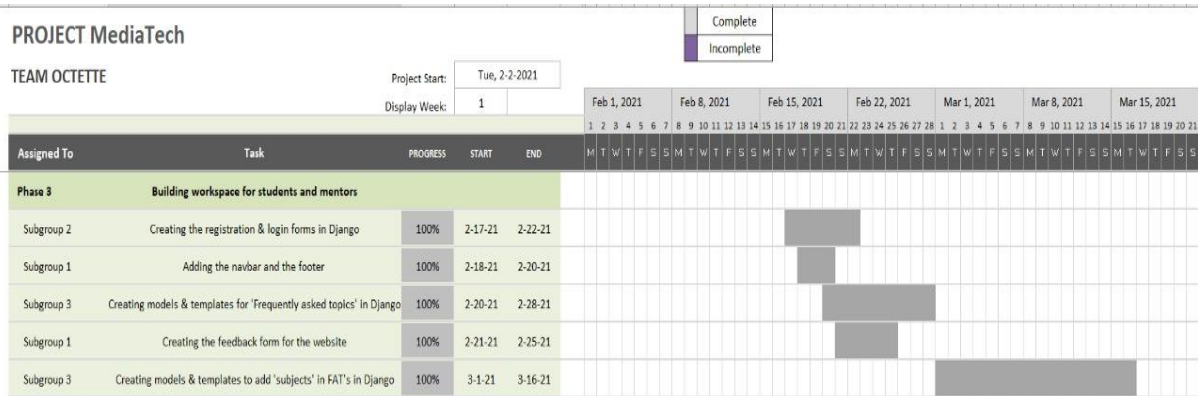 Complete
PROJECT MediaTech
Incomplete
TEAM OCTETTE
Project Start: Tue, 2-2-2021
Display Week: 1
Feb 1, 2021 Feb 8, 2021 Feb 15, 2021 Feb 22, 2021 Mar 1, 2021 Mar 8, 2021 Mar 15, 2021
1 2 3 4 5 6 7 8 9 10 11 12 13 14 15 16 17 18 19 20 21 22 23 24 25 26 27 28 1 2 3 4 5 6 7 8 9 10 11 12 13 14 15 16 17 18 19 20 21
Assigned To Task PROGRESS START END M T W T F S S M T W T F S S M T W T F S S M T W T F S S M T W T F S S M T W T F S S M T W T F S S
Phase 3 Building workspace for students and mentors
Subgroup 2 Creating the registration & login forms in Django 100% 2-17-21 2-22-21
Subgroup 1 Adding the navbar and the footer 100% 2-18-21 2-20-21
Subgroup 3 Creating models & templates for 'Frequently asked topics' in Django 100% 2-20-21 2-28-21
Subgroup 1 Creating the feedback form for the website 100% 2-21-21 2-25-21
Subgroup 3 Creating models & templates to add 'subjects' in FAT's in Django 100% 3-1-21 3-16-21